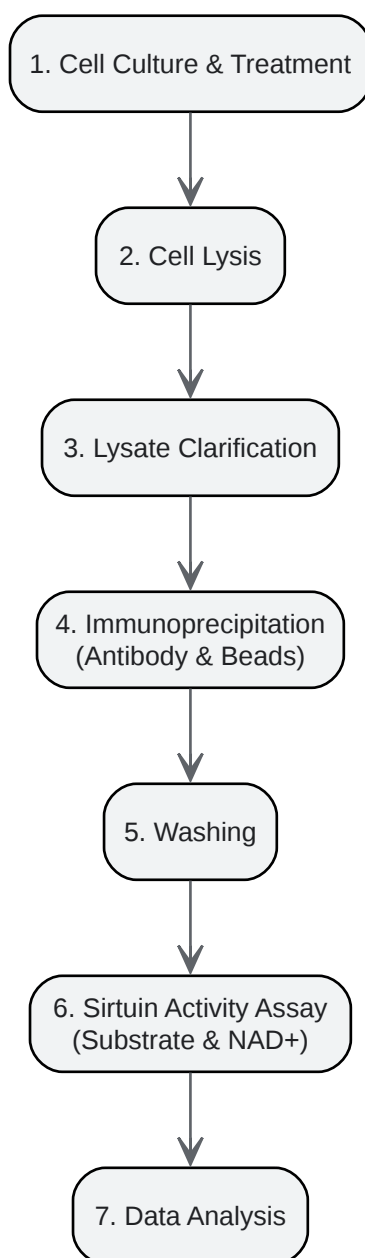 1. Cell Culture & Treatment
2. Cell Lysis
3. Lysate Clarification
4. Immunoprecipitation
(Antibody & Beads)
5. Washing
6. Sirtuin Activity Assay
(Substrate & NAD+)
7. Data Analysis